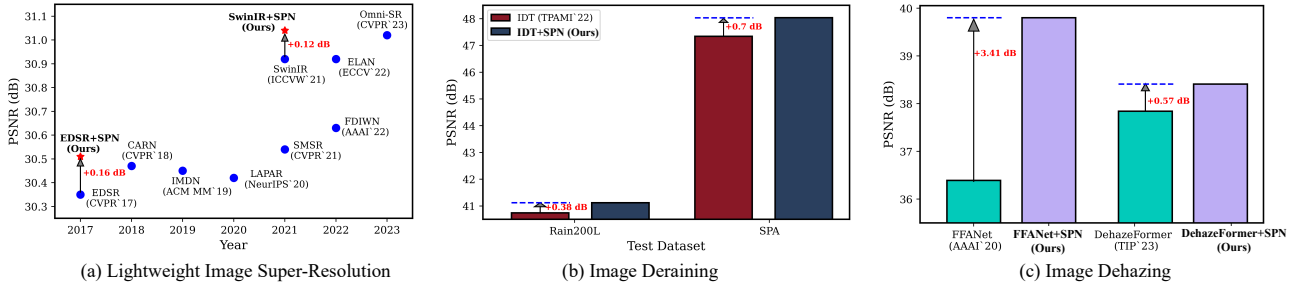 31.1
31.0
30.9
30.6
30.5
30.4
30.3
PSNR (dB)
SwinIR+SPN
(Ours)
+0.12 dB
SwinIR
(ICCVW`21)
Omni-SR
(CVPR`23)
ELAN
(ECCV`22)
FDIWN
(AAAI`22)
EDSR+SPN
(Ours)
+0.16 dB
EDSR
(CVPR`17)
CARN
(CVPR`18)
IMDN
(ACM MM`19)
LAPAR
(NeurIPS`20)
SMSR
(CVPR`21)
2017 2018 2019 2020 2021 2022 2023
Year
(a) Lightweight Image Super-Resolution
48
47
46
45
44
43
42
41
PSNR (dB)
IDT (TPAMI`22)
IDT+SPN (Ours)
+0.7 dB
+0.38 dB
Rain200L SPA
Test Dataset
(b) Image Deraining
40
39
38
37
36
PSNR (dB)
+3.41 dB
+0.57 dB
FFANet
(AAAI`20)
FFANet+SPN
(Ours)
DehazeFormer
(TIP`23)
DehazeFormer+SPN
(Ours)
(c) Image Dehazing